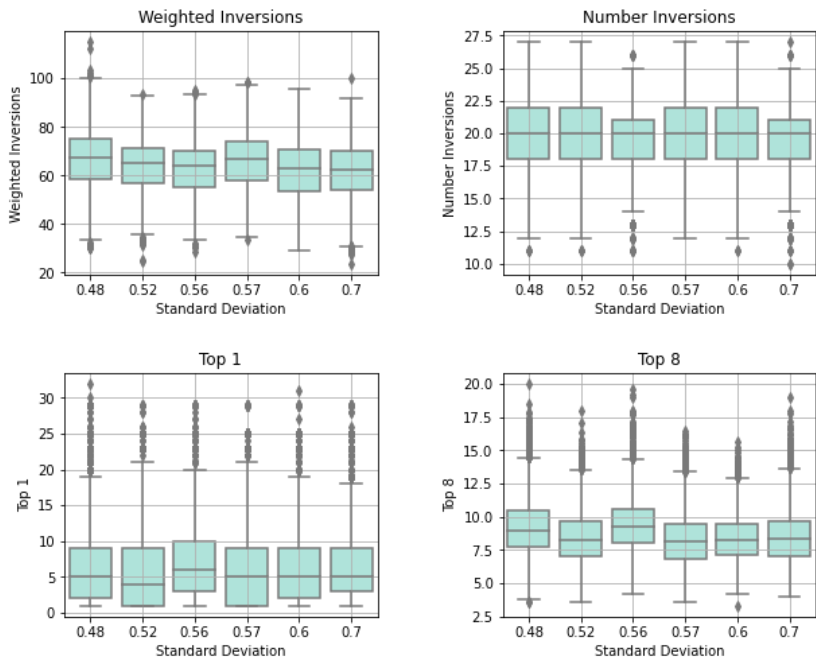 Weighted Inversions
Weighted Inversions
100
80
60
40
20
0.48 0.52 0.56 0.57 0.6 0.7
Standard Deviation
Number Inversions
Number Inversions
27.5
25.0
22.5
20.0
17.5
15.0
12.5
10.0
0.48 0.52 0.56 0.57 0.6 0.7
Standard Deviation
Top 1
Top 1
30
25
20
15
10
5
0
0.48 0.52 0.56 0.57 0.6 0.7
Standard Deviation
Top 8
Top 8
20.0
17.5
15.0
12.5
10.0
7.5
5.0
2.5
0.48 0.52 0.56 0.57 0.6 0.7
Standard Deviation